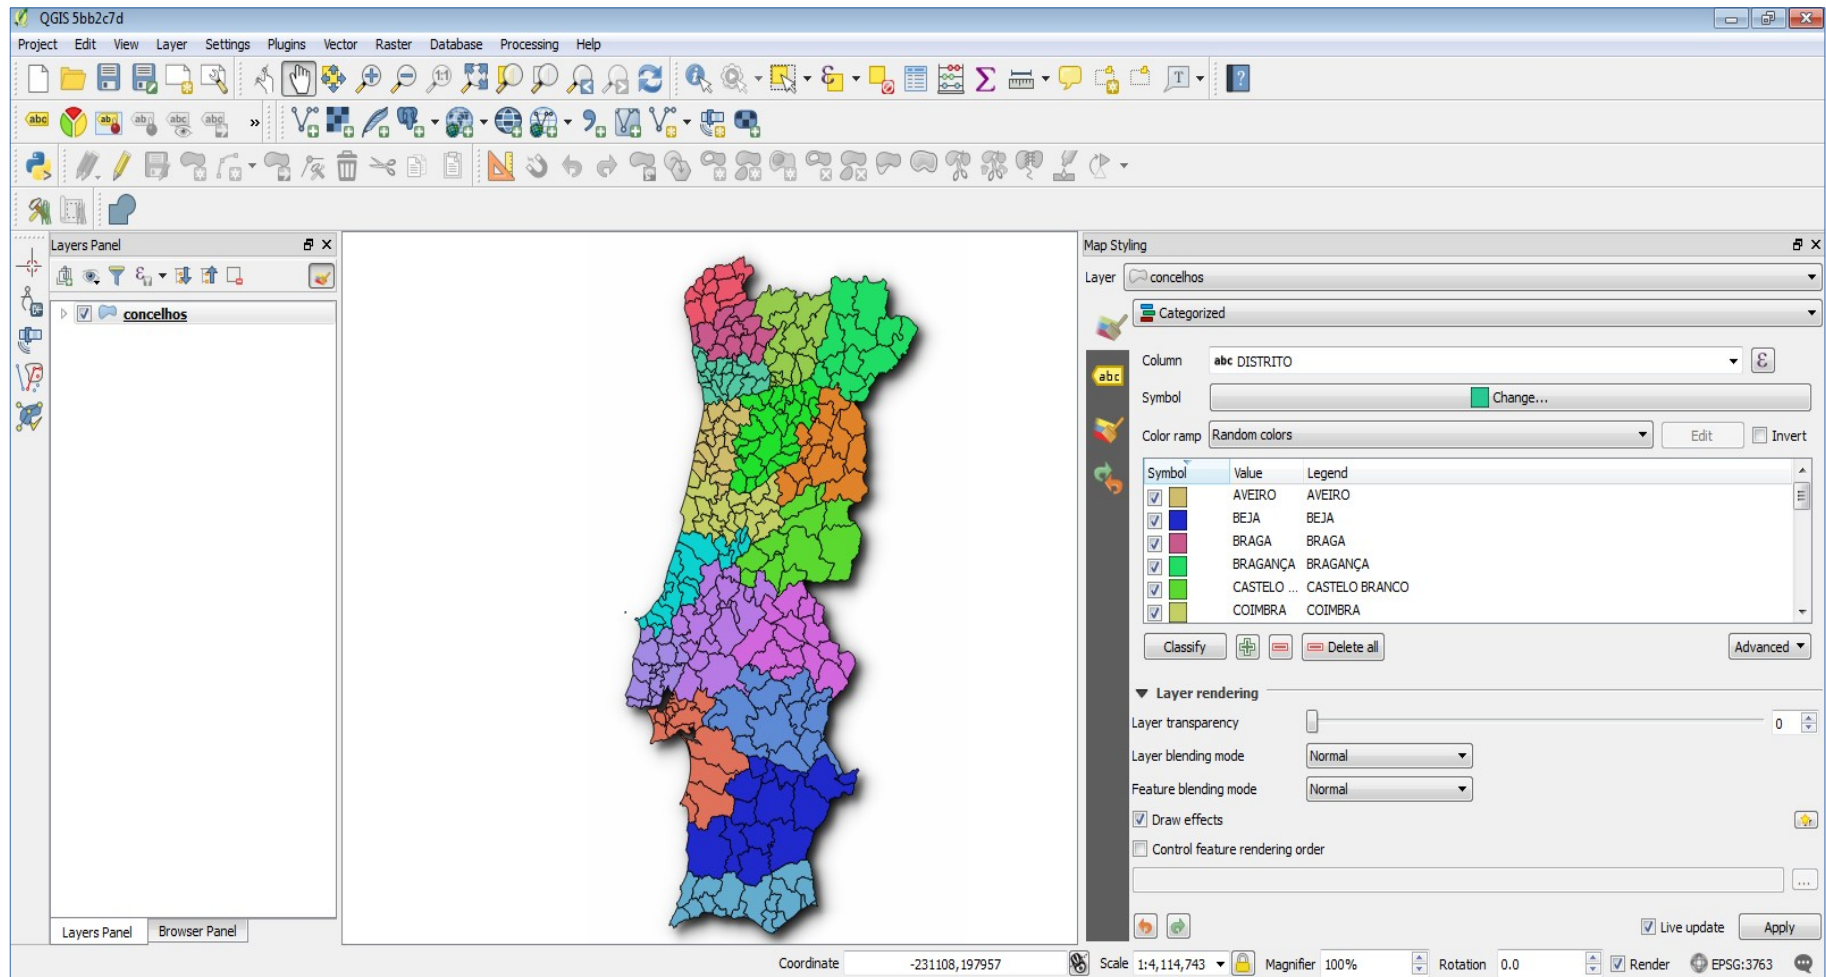 QGIS 5bb2c7d
Project Edit View Layer Settings Plugins Vector Raster Database Processing Help
Layers Panel
concelhos
Layers Panel Browser Panel
Map Styling
Layer concelhos
Categorized
Column abc DISTRITO ε
abc
Symbol Change...
Color ramp Random colors Edit Invert
Symbol Value Legend
AVEIRO AVEIRO
BEJA BEJA
BRAGA BRAGA
BRAGANÇA BRAGANÇA
CASTELO ... CASTELO BRANCO
COIMBRA COIMBRA
Classify Delete all Advanced
Layer rendering
Layer transparency 0
Layer blending mode Normal
Feature blending mode Normal
Draw effects
Control feature rendering order
...
Live update Apply
Coordinate -231108,197957 Scale 1:4,114,743 Magnifier 100% Rotation 0.0 Render EPSG:3763